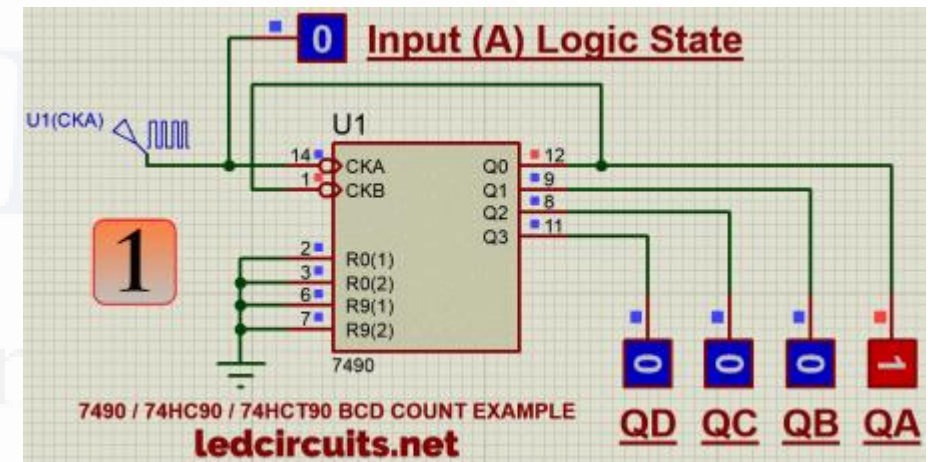 0 Input (A) Logic State
U1(CKA)
U1
14 CKA Q0 12
1 CKB Q1 9
Q2 8
Q3 11
1
2 R0(1)
3 R0(2)
6 R9(1)
7 R9(2)
7490
0 0 0 1
7490 / 74HC90 / 74HCT90 BCD COUNT EXAMPLE
QD QC QB QA
ledcircuits.net